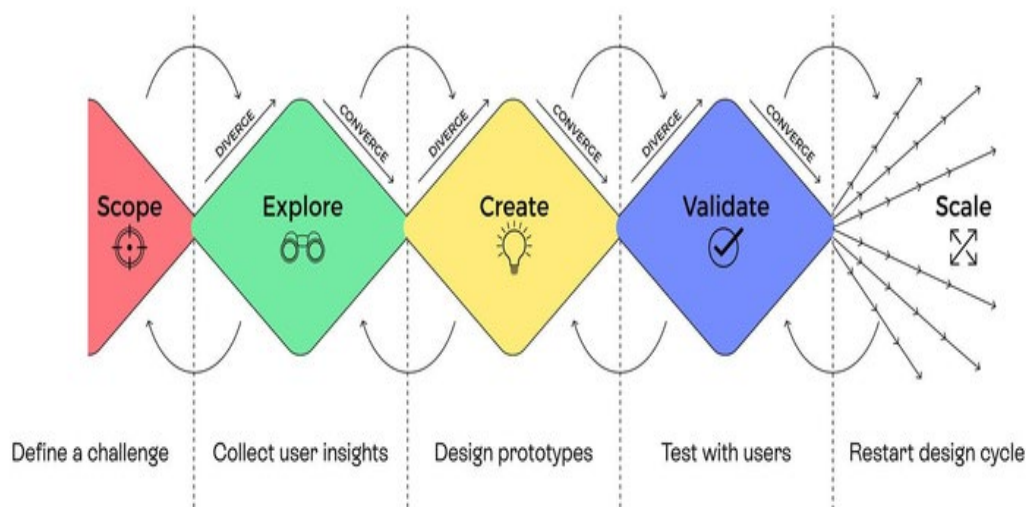 DIVERGE
CONVERGE
DIVERGE
CONVERGE
DIVERGE
CONVERGE
Scope
Explore
Create
Validate
Scale
Define a challenge
Collect user insights
Design prototypes
Test with users
Restart design cycle